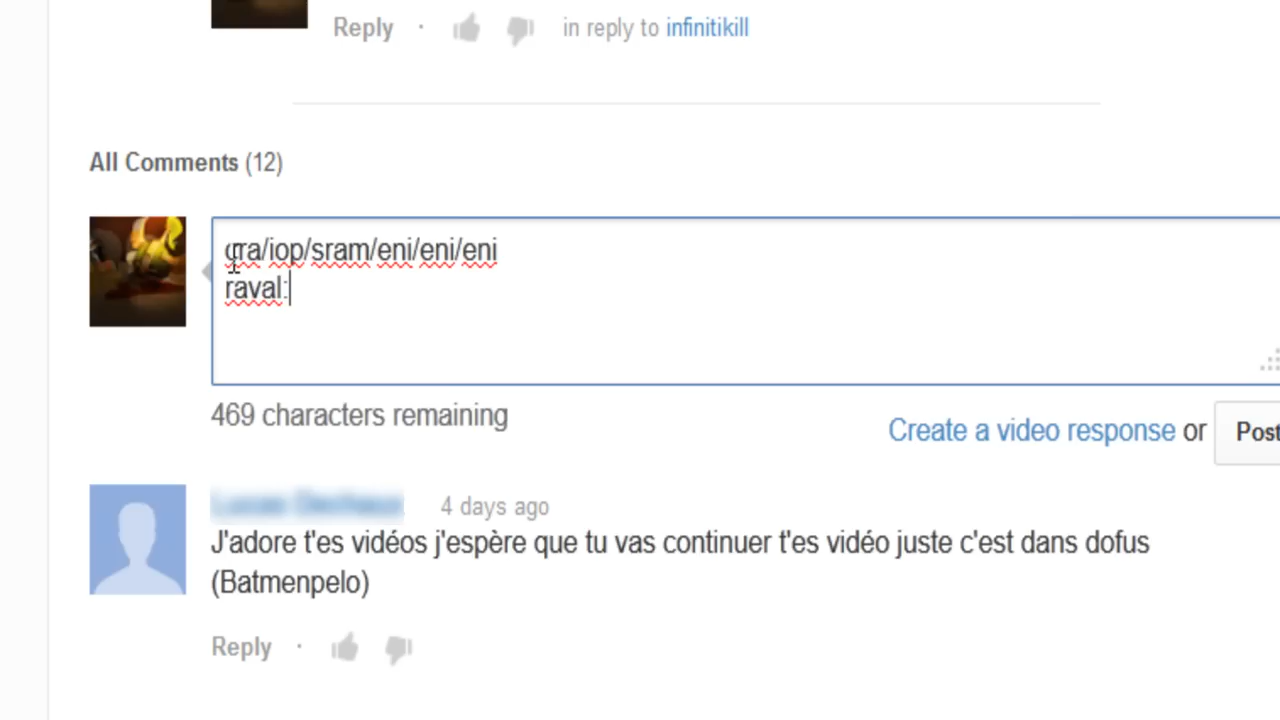 Reply · in reply to infinitikill
All Comments (12)
cra/iop/sram/eni/eni/eni
raval:
469 characters remaining
Create a video response or Post
4 days ago
J'adore t'es vidéos j'espère que tu vas continuer t'es vidéo juste c'est dans dofus
(Batmenpelo)
Reply ·